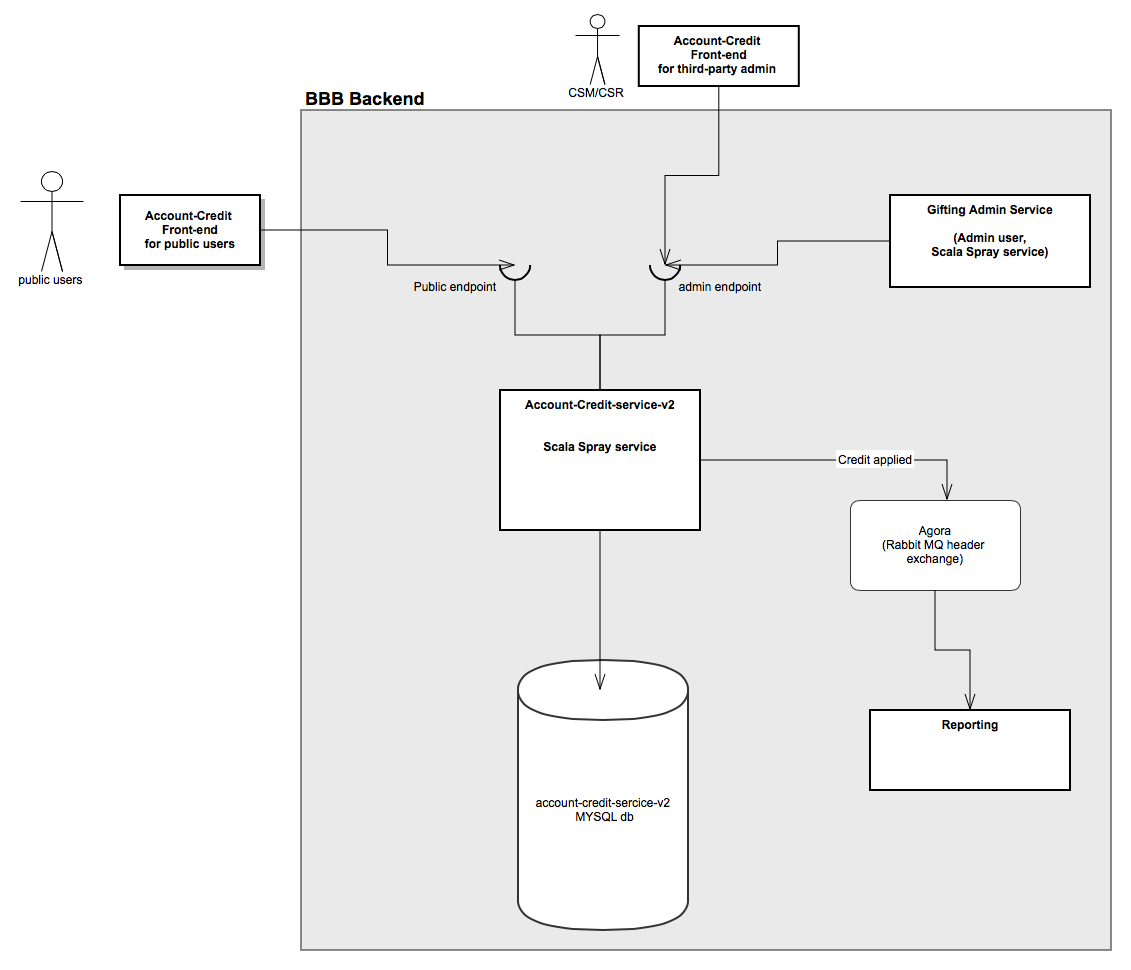 Account-Credit
Front-end
for third-party admin
CSM/CSR
BBB Backend
Account-Credit
Front-end
for public users
public users
Gifting Admin Service
(Admin user,
Scala Spray service)
Public endpoint
admin endpoint
Account-Credit-service-v2
Scala Spray service
Credit applied
Agora
(Rabbit MQ header
exchange)
Reporting
account-credit-sercice-v2
MYSQL db